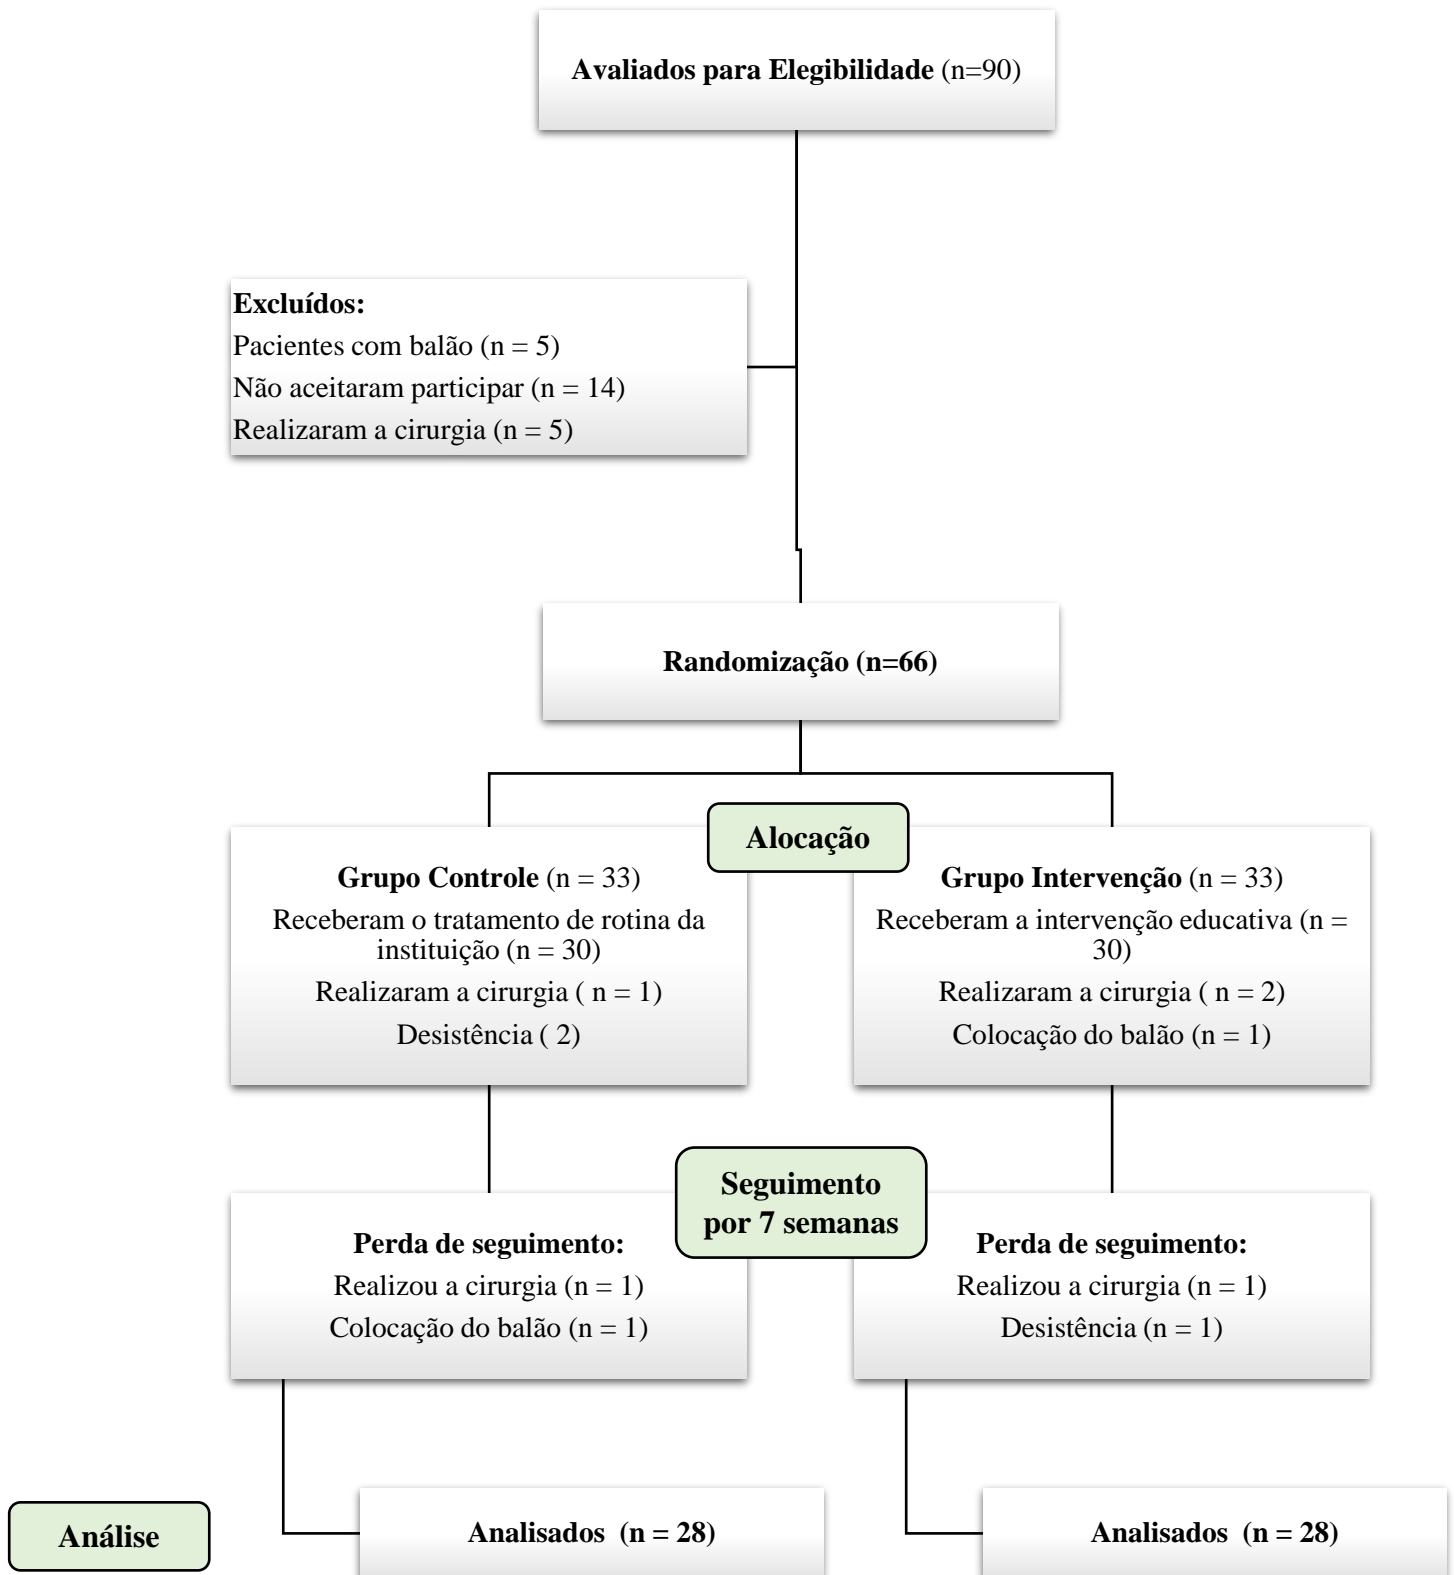 Avaliados para Elegibilidade (n=90)
Excluídos:
Pacientes com balão (n = 5)
Não aceitaram participar (n = 14)
Realizaram a cirurgia (n = 5)
Randomização (n=66)
Alocação
Grupo Controle (n = 33)
Receberam o tratamento de rotina da
instituição (n = 30)
Realizaram a cirurgia ( n = 1)
Desistência ( 2)
Grupo Intervenção (n = 33)
Receberam a intervenção educativa (n =
30)
Realizaram a cirurgia ( n = 2)
Colocação do balão (n = 1)
Seguimento
por 7 semanas
Perda de seguimento:
Realizou a cirurgia (n = 1)
Colocação do balão (n = 1)
Perda de seguimento:
Realizou a cirurgia (n = 1)
Desistência (n = 1)
Análise
Analisados (n = 28)
Analisados (n = 28)